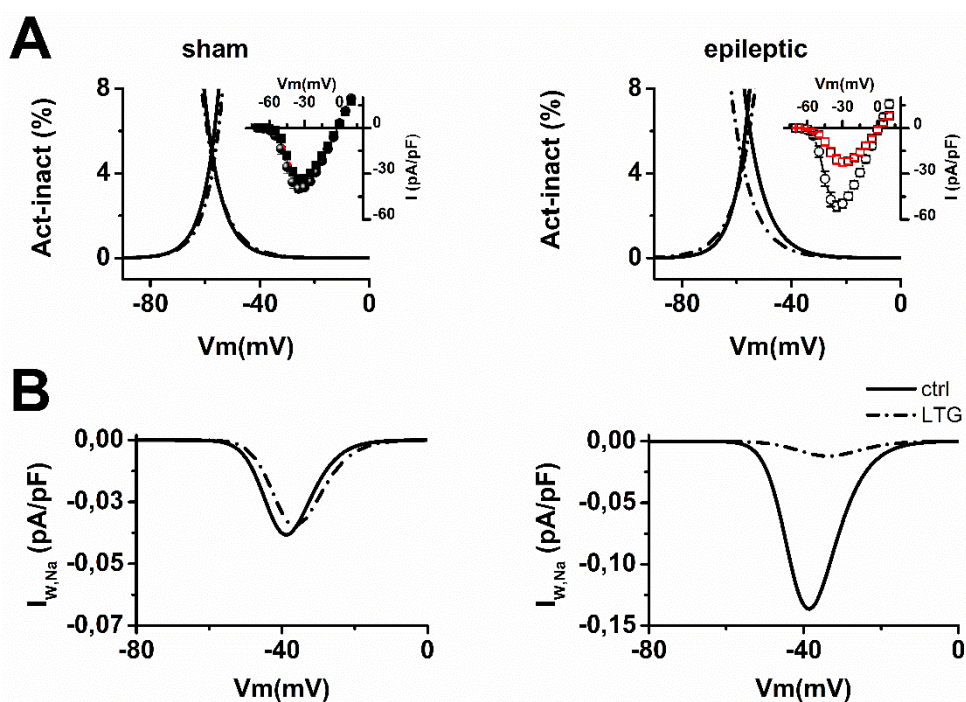 A
sham
epileptic
8
4
0
Act-inact (%)
-80
-40
0
Vm(mV)
Vm(mV)
-60
-30
0
0
-30
-60
I (pA/pF)
8
4
0
Act-inact (%)
-80
-40
0
Vm(mV)
Vm(mV)
-60
-30
0
0
-30
-60
I (pA/pF)
B
ctrl
LTG
0,00
-0,03
-0,05
-0,07
IW,Na (pA/pF)
-80
-40
0
Vm(mV)
0,00
-0,05
-0,10
-0,15
IW,Na (pA/pF)
-80
-40
0
Vm(mV)